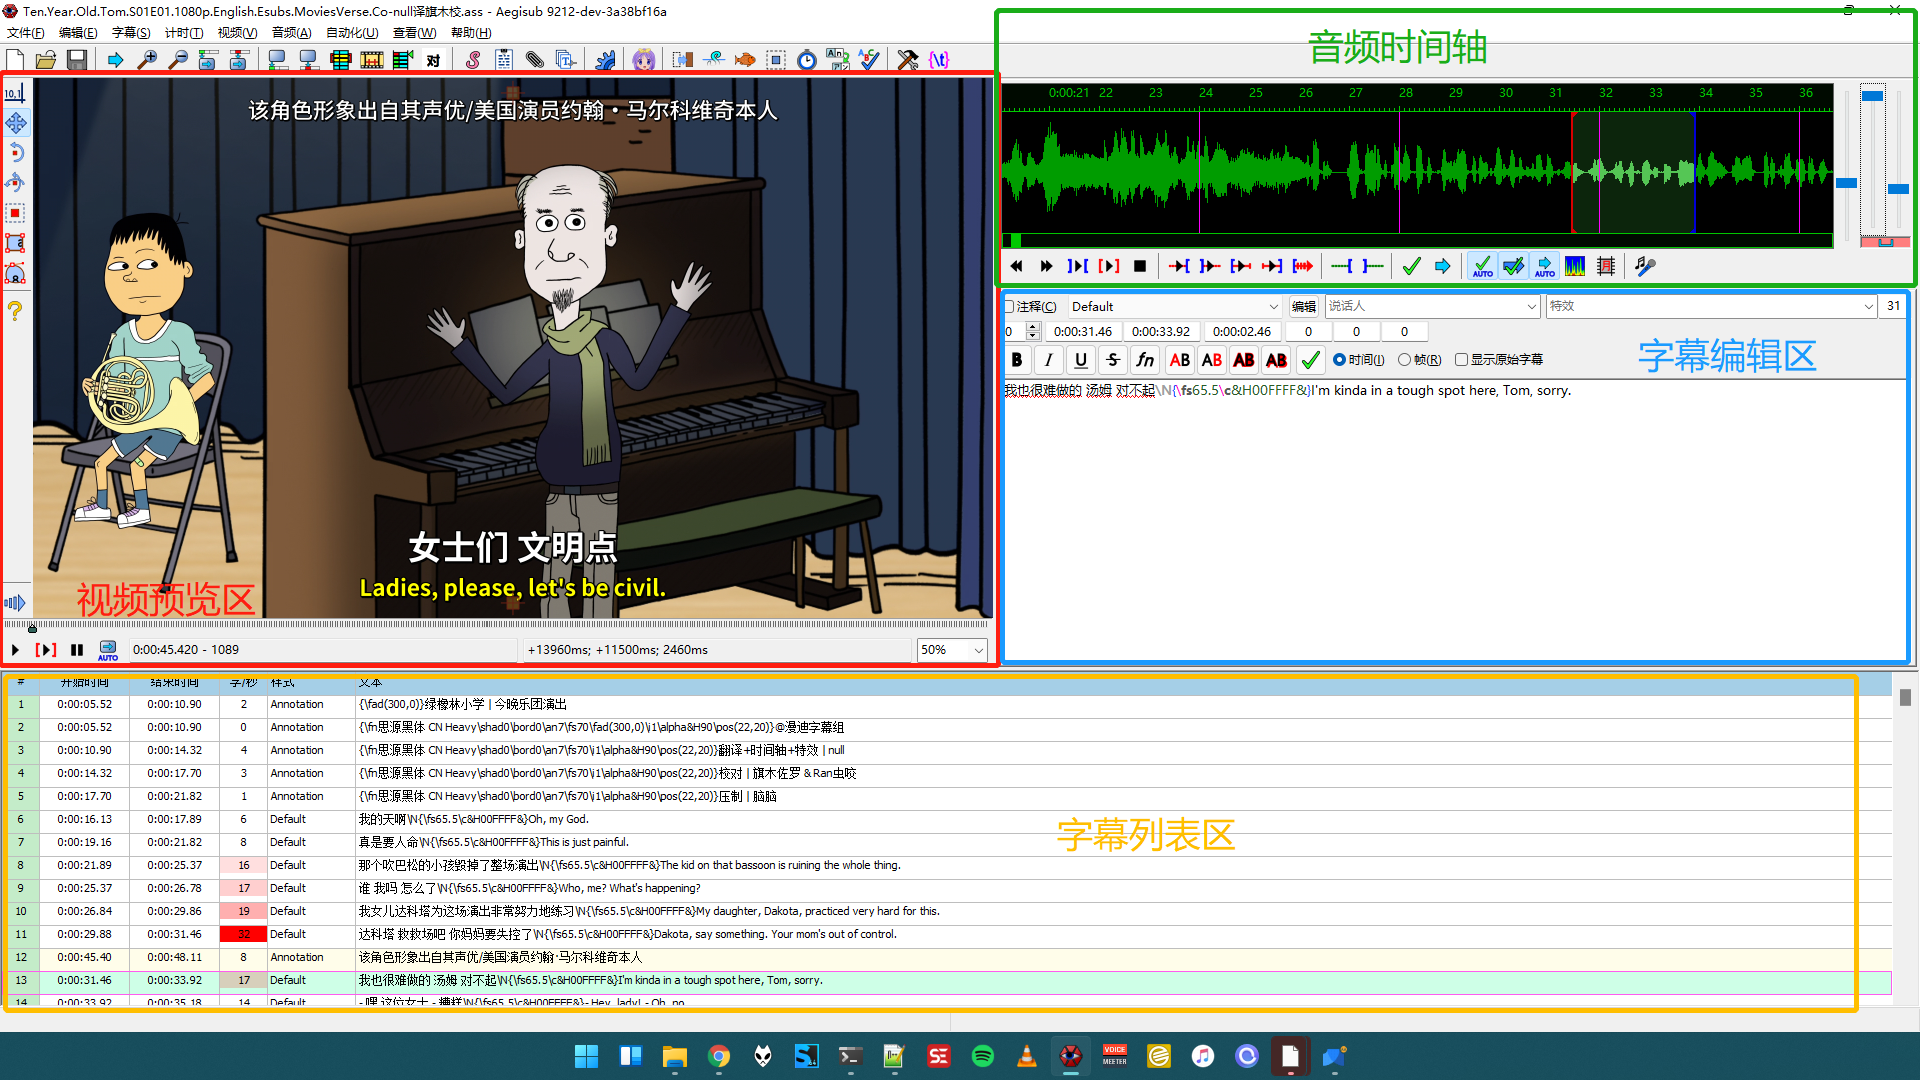 Ten.Year.Old.Tom.S01E01.1080p.English.Esubs.MoviesVerse.Co-null译旗木校.ass - Aegisub 9212-dev-3a38bf16a
文件(F) 编辑(E) 字幕(S) 计时(T) 视频(V) 音频(A) 自动化(U) 查看(W) 帮助(H)
对
{\t}
音频时间轴
0:00:21 22 23 24 25 26 27 28 29 30 31 32 33 34 35 36
AUTO AUTO
该角色形象出自其声优/美国演员约翰·马尔科维奇本人
女士们 文明点
Ladies, please, let's be civil.
视频预览区
AUTO
0:00:45.420 - 1089
+13960ms; +11500ms; 2460ms
50%
注释(C) Default 编辑 说话人 特效 31
0 0:00:31.46 0:00:33.92 0:00:02.46 0 0 0
B I U S fn AB AB AB AB 时间(I) 帧(R) 显示原始字幕
字幕编辑区
我也很难做的 汤姆 对不起\N{\fs65.5\c&H00FFFF&}I'm kinda in a tough spot here, Tom, sorry.
# 开始时间 结束时间 字/秒 样式 文本
1 0:00:05.52 0:00:10.90 2 Annotation {\fad(300,0)}绿橡林小学 | 今晚乐团演出
2 0:00:05.52 0:00:10.90 0 Annotation {\fn思源黑体 CN Heavy\shad0\bord0\an7\fs70\fad(300,0)\i1\alpha&H90\pos(22,20)}@漫迪字幕组
3 0:00:10.90 0:00:14.32 4 Annotation {\fn思源黑体 CN Heavy\shad0\bord0\an7\fs70\i1\alpha&H90\pos(22,20)}翻译+时间轴+特效 | null
4 0:00:14.32 0:00:17.70 3 Annotation {\fn思源黑体 CN Heavy\shad0\bord0\an7\fs70\i1\alpha&H90\pos(22,20)}校对 | 旗木佐罗 & Ran虫咬
5 0:00:17.70 0:00:21.82 1 Annotation {\fn思源黑体 CN Heavy\shad0\bord0\an7\fs70\i1\alpha&H90\pos(22,20)}压制 | 脑脑
6 0:00:16.13 0:00:17.89 6 Default 我的天啊\N{\fs65.5\c&H00FFFF&}Oh, my God.
7 0:00:19.16 0:00:21.82 8 Default 真是要人命\N{\fs65.5\c&H00FFFF&}This is just painful.
8 0:00:21.89 0:00:25.37 16 Default 那个吹巴松的小孩毁掉了整场演出\N{\fs65.5\c&H00FFFF&}The kid on that bassoon is ruining the whole thing.
9 0:00:25.37 0:00:26.78 17 Default 谁 我吗 怎么了\N{\fs65.5\c&H00FFFF&}Who, me? What's happening?
10 0:00:26.84 0:00:29.86 19 Default 我女儿达科塔为这场演出非常努力地练习\N{\fs65.5\c&H00FFFF&}My daughter, Dakota, practiced very hard for this.
11 0:00:29.88 0:00:31.46 32 Default 达科塔 救救场吧 你妈妈要失控了\N{\fs65.5\c&H00FFFF&}Dakota, say something. Your mom's out of control.
12 0:00:45.40 0:00:48.11 8 Annotation 该角色形象出自其声优/美国演员约翰·马尔科维奇本人
13 0:00:31.46 0:00:33.92 17 Default 我也很难做的 汤姆 对不起\N{\fs65.5\c&H00FFFF&}I'm kinda in a tough spot here, Tom, sorry.
14 0:00:33.92 0:00:35.18 14 Default - 嘿 这位女士 - 糟糕\N{\fs65.5\c&H00FFFF&}- Hey, lady! - Oh, no.
字幕列表区
SE
VOICE
MEETER